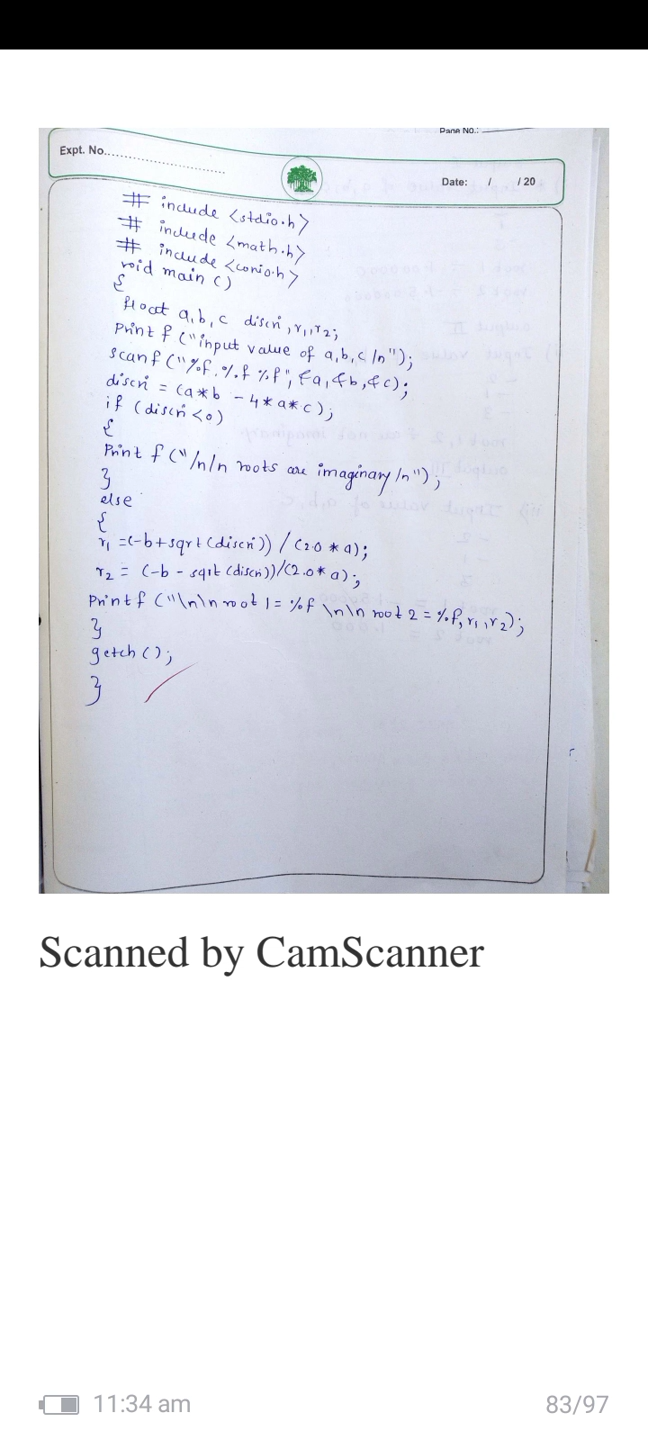 Page No.:
Expt. No.
Date: / / 20
# include <stdio.h>
# include <math.h>
# include <conio.h>
void main ()
{
float a,b,c discri,r1,r2;
Print f ("input value of a,b,c /n");
scanf ("%f.%.f %f", &a,&b,&c);
discri = (a*b - 4*a*c);
if (discri <0)
{
Print f ("/n/n roots are imaginary /n");
}
else
{
r1 =(-b+sqrt(discri)) / (2.0 * a);
r2 = (-b - sqrt (discri))/(2.0* a);
Printf ("\n\n root 1= %f \n\n root 2 = %f, r1,r2);
}
getch ();
}
Scanned by CamScanner
11:34 am
83/97